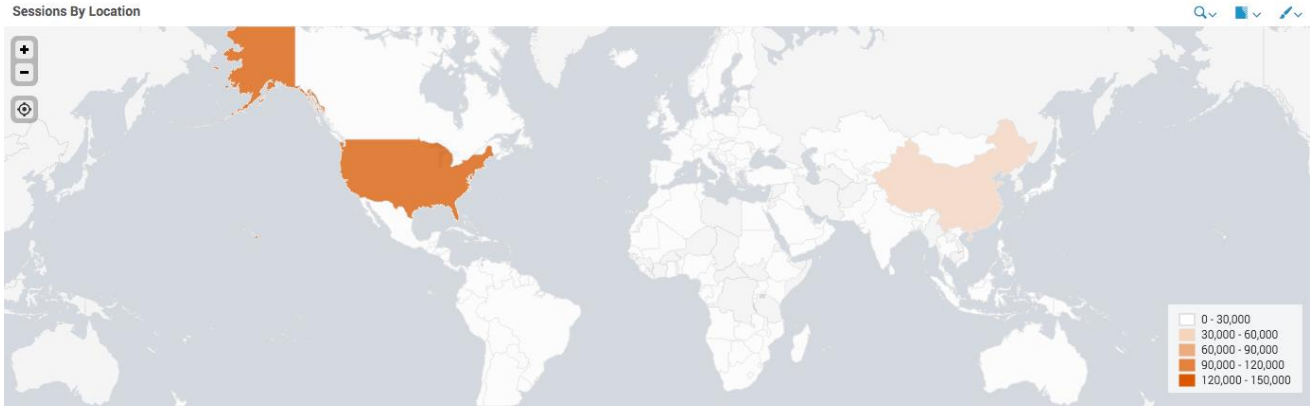 Sessions By Location
+
−
0 - 30,000
30,000 - 60,000
60,000 - 90,000
90,000 - 120,000
120,000 - 150,000